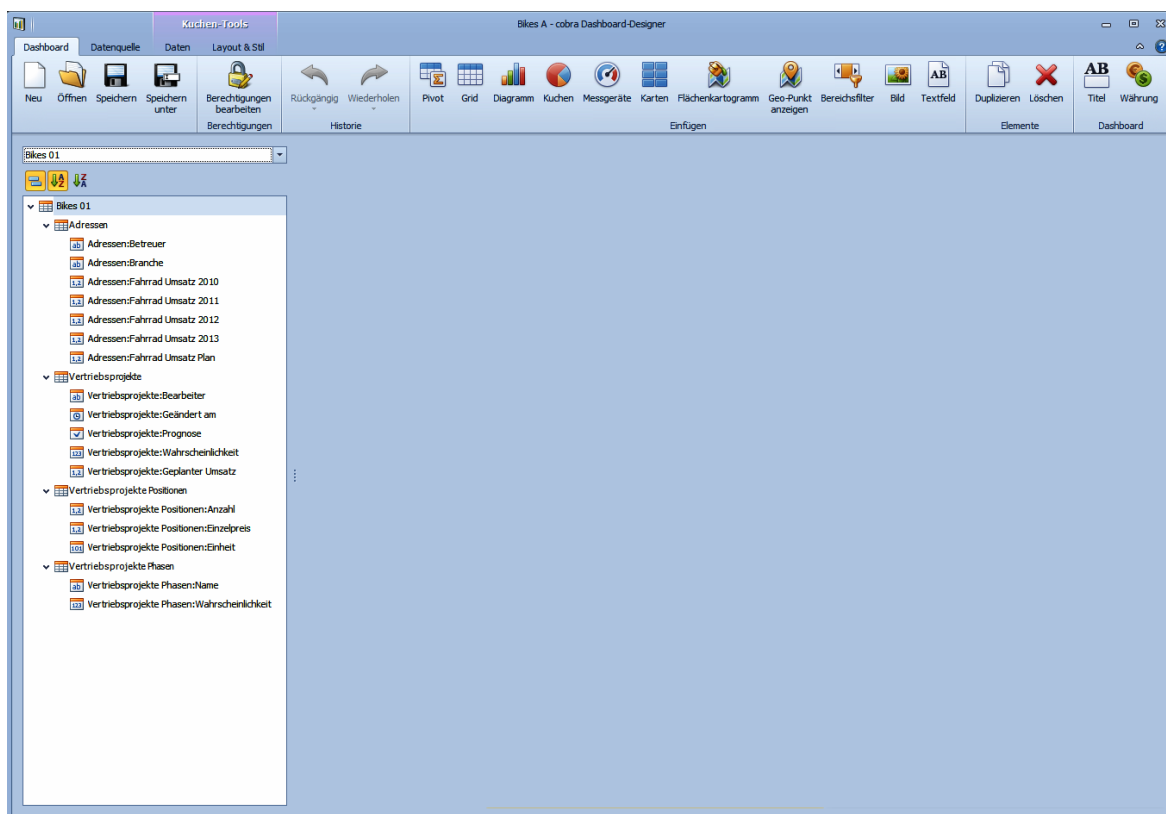 Kuchen-Tools
Bikes A - cobra Dashboard-Designer
Dashboard Datenquelle Daten Layout & Stil
Neu Öffnen Speichern Speichern unter Berechtigungen bearbeiten Rückgängig Wiederholen Pivot Grid Diagramm Kuchen Messgeräte Karten Flächenkartogramm Geo-Punkt anzeigen Bereichsfilter Bild Textfeld Duplizieren Löschen Titel Währung
Berechtigungen Historie Einfügen Elemente Dashboard
Bikes 01
Bikes 01
Adressen
Adressen:Betreuer
Adressen:Branche
Adressen:Fahrrad Umsatz 2010
Adressen:Fahrrad Umsatz 2011
Adressen:Fahrrad Umsatz 2012
Adressen:Fahrrad Umsatz 2013
Adressen:Fahrrad Umsatz Plan
Vertriebsprojekte
Vertriebsprojekte:Bearbeiter
Vertriebsprojekte:Geändert am
Vertriebsprojekte:Prognose
Vertriebsprojekte:Wahrscheinlichkeit
Vertriebsprojekte:Geplanter Umsatz
Vertriebsprojekte Positionen
Vertriebsprojekte Positionen:Anzahl
Vertriebsprojekte Positionen:Einzelpreis
Vertriebsprojekte Positionen:Einheit
Vertriebsprojekte Phasen
Vertriebsprojekte Phasen:Name
Vertriebsprojekte Phasen:Wahrscheinlichkeit